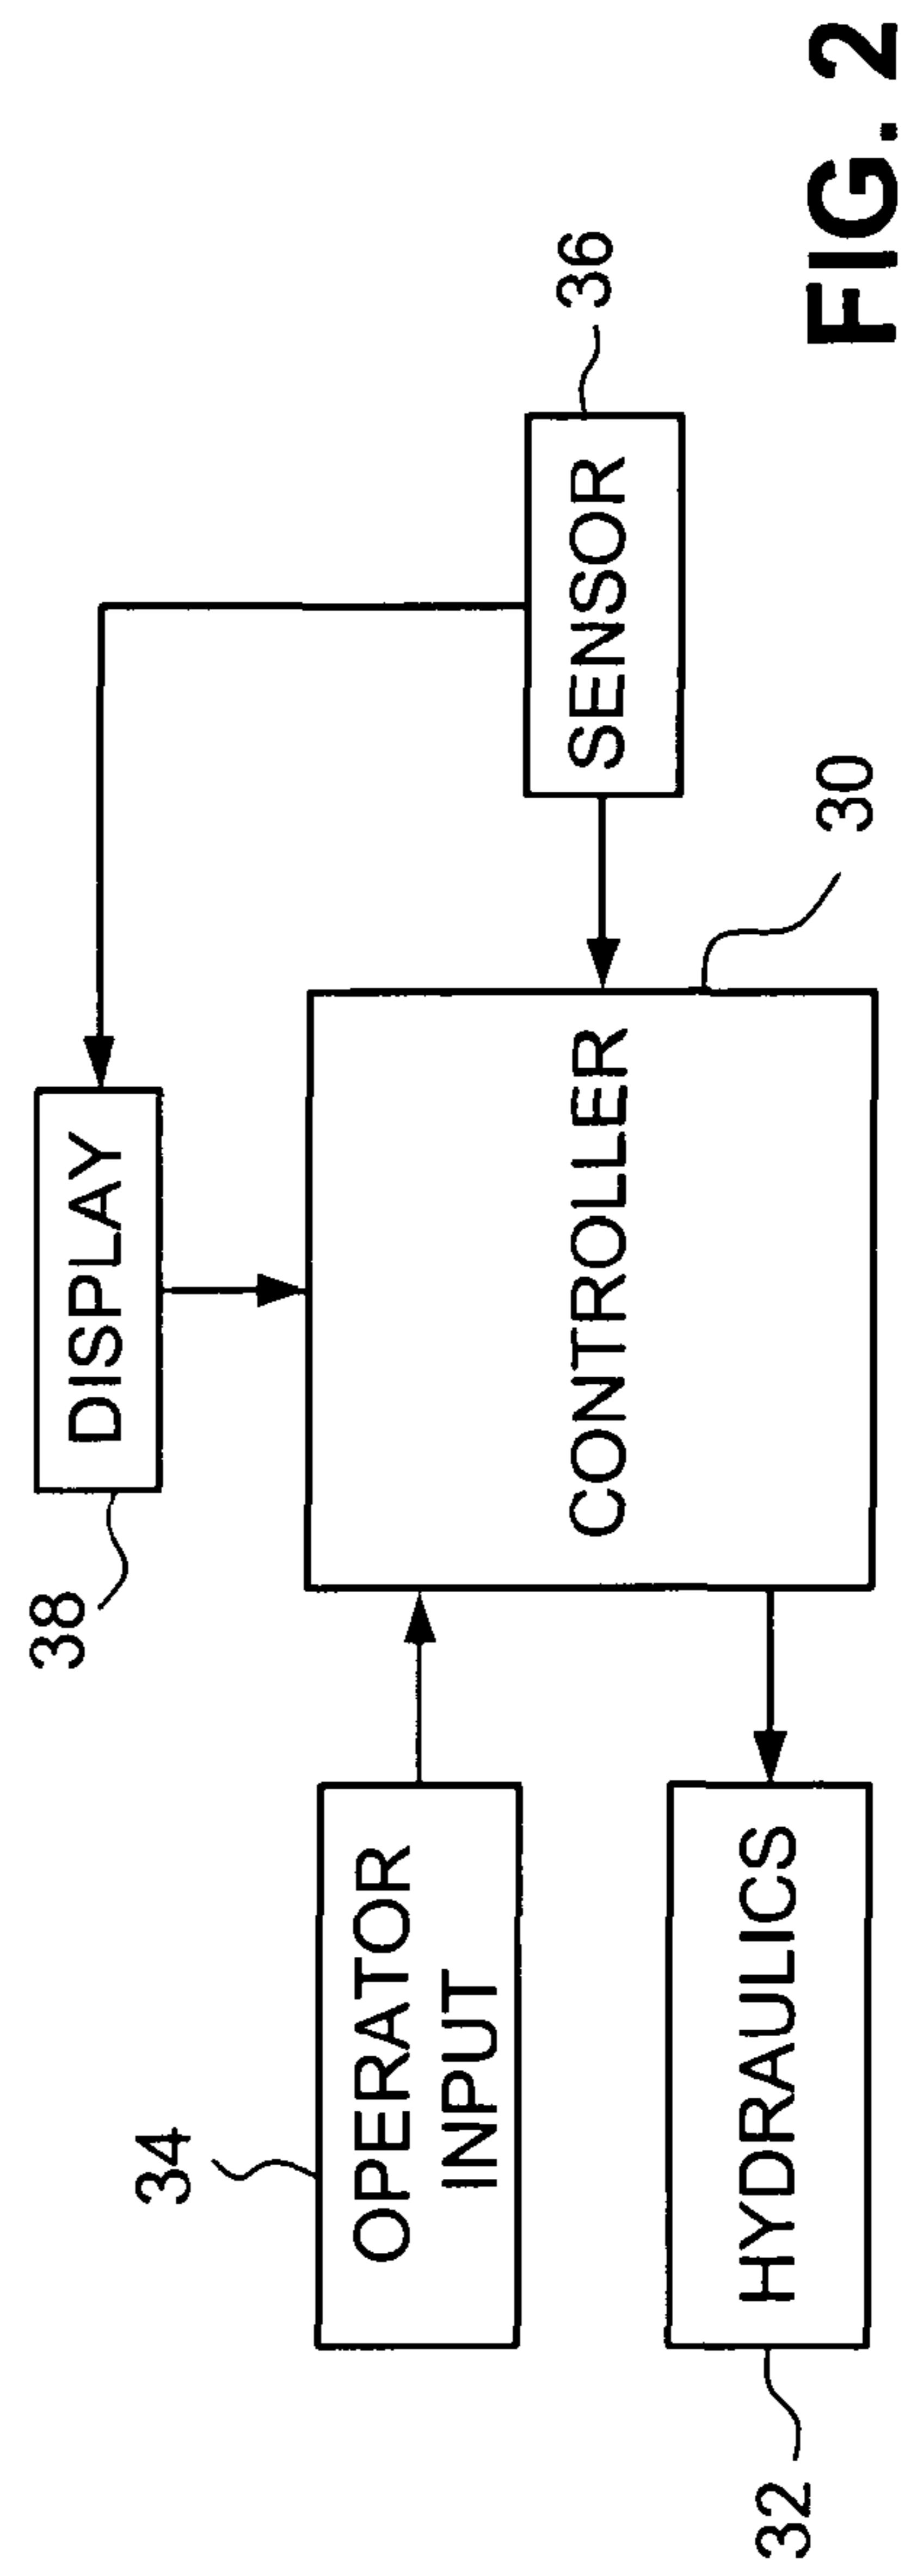 38
DISPLAY
34
OPERATOR
INPUT
CONTROLLER
SENSOR
36
30
HYDRAULICS
32
FIG. 2